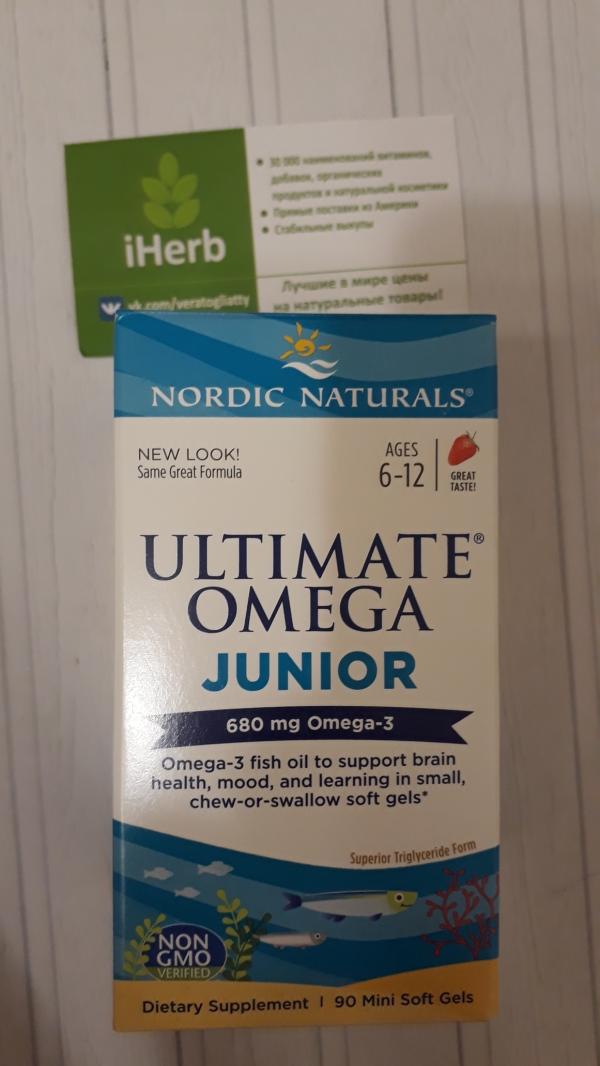 iHerb
vk.com/veratogliatty
• 30 000 наименований витаминов,
добавок, органических
продуктов и натуральной косметики
• Прямые поставки из Америки
• Стабильные выкупы
Лучшие в мире цены
на натуральные товары!
NORDIC NATURALS®
NEW LOOK!
Same Great Formula
AGES
6-12
GREAT
TASTE!
ULTIMATE®
OMEGA
JUNIOR
680 mg Omega-3
Omega-3 fish oil to support brain
health, mood, and learning in small,
chew-or-swallow soft gels*
Superior Triglyceride Form
NON
GMO
VERIFIED
Dietary Supplement | 90 Mini Soft Gels